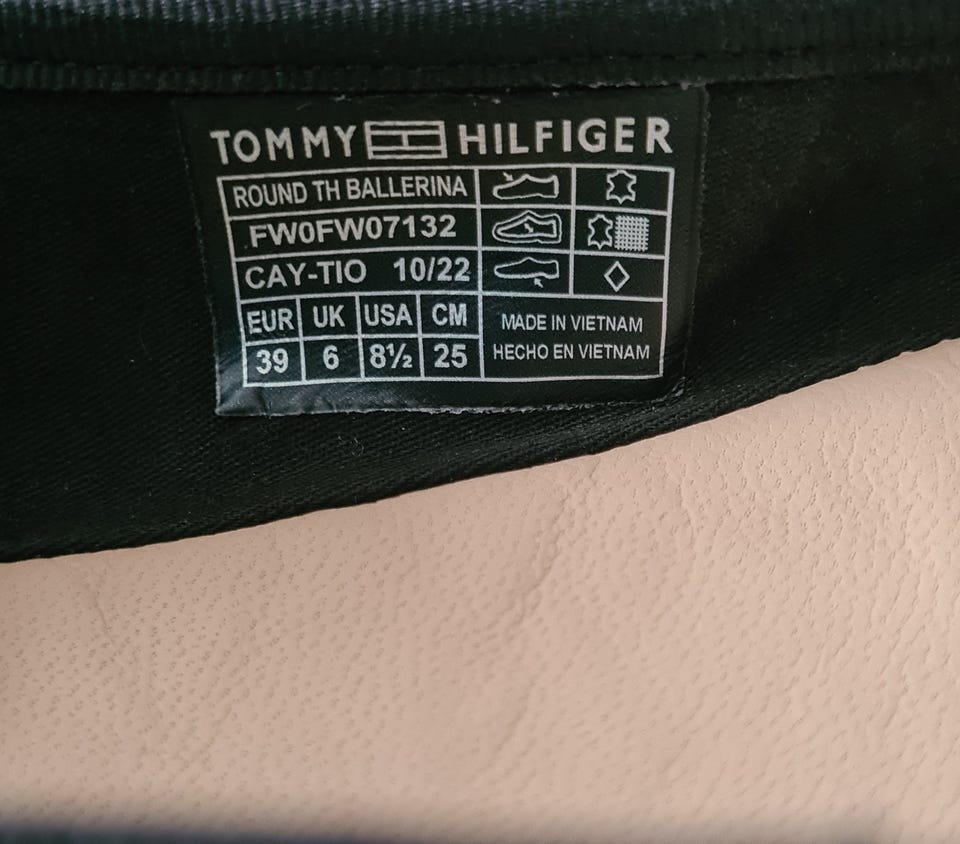 TOMMY HILFIGER
ROUND TH BALLERINA
FW0FW07132
CAY-TIO 10/22
EUR UK USA CM
39 6 8½ 25
MADE IN VIETNAM
HECHO EN VIETNAM